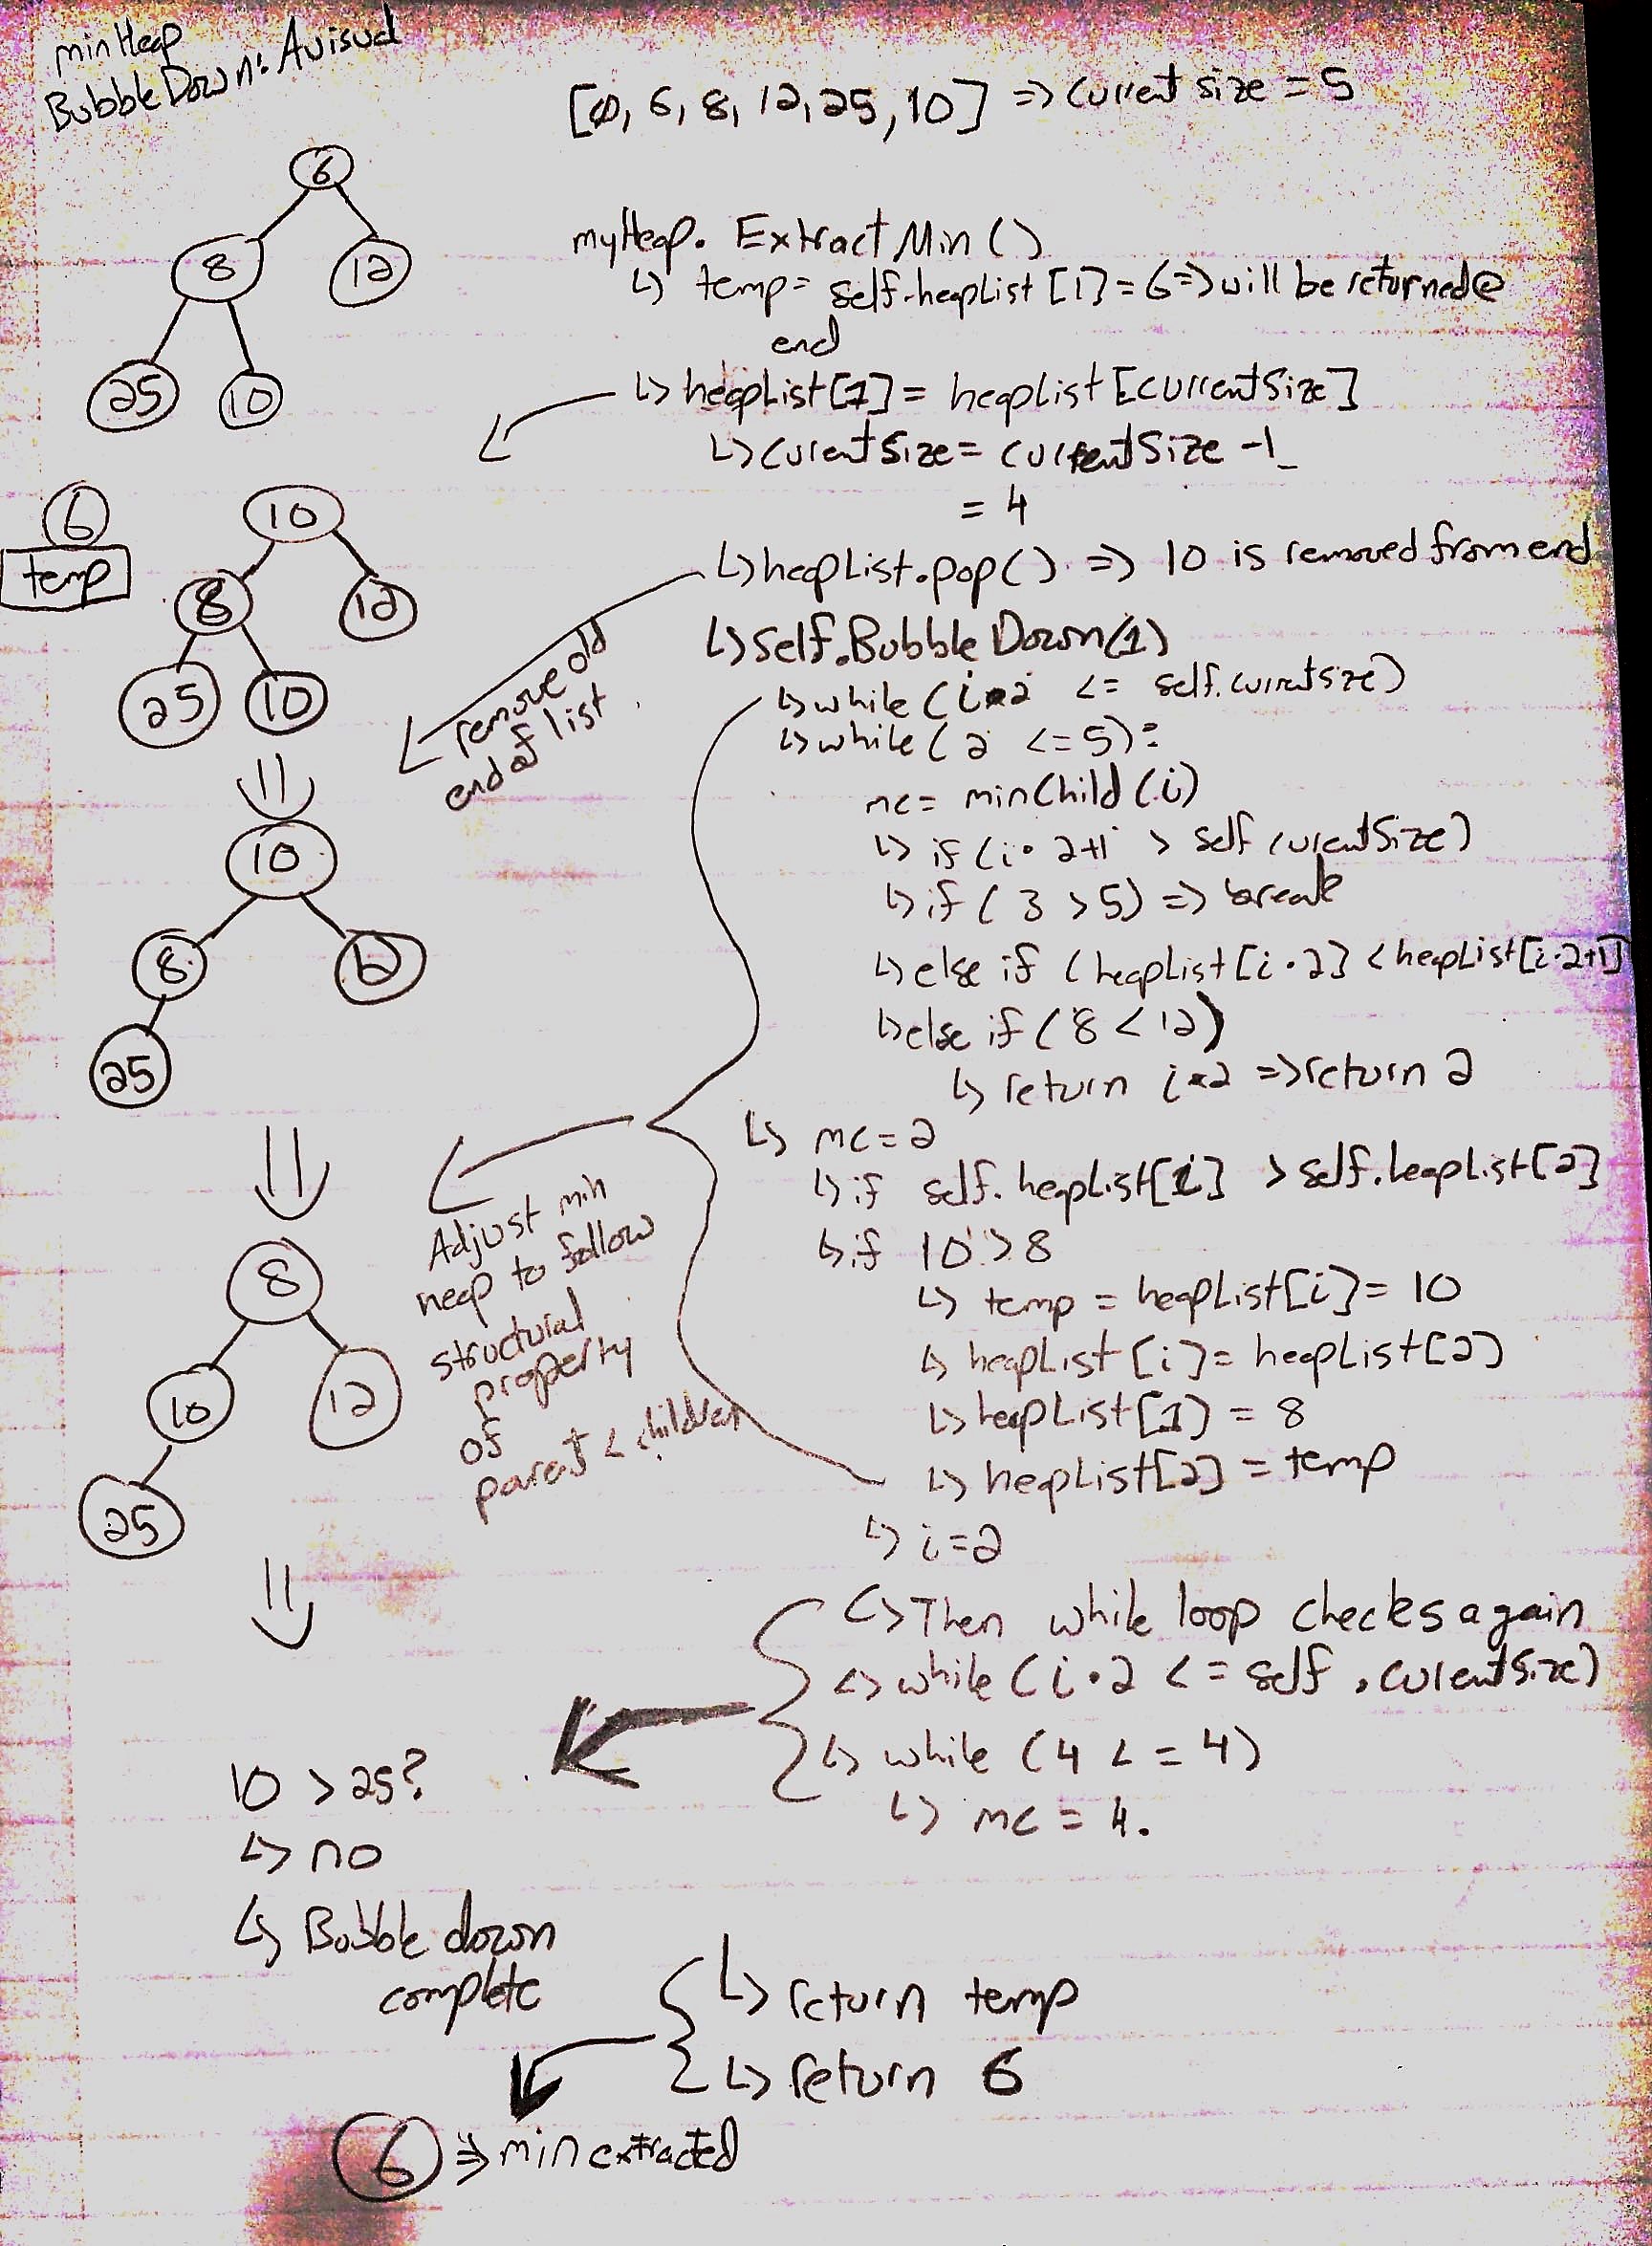 minHeap
BubbleDown: A visual
[0, 6, 8, 12, 25, 10] => Current size = 5
6
8 12
25 10
myHeap. ExtractMin()
↳ temp = self.heapList [1] = 6 => will be returned @
end
↳ heapList[1] = heapList[currentSize]
↳ curentSize = currentSize -1
= 4
6
temp
10
8 12
25 10
↳ heapList.pop() => 10 is removed from end
remove old
end of list
↳ self.BubbleDown(1)
↳ while (i*2 <= self.currentsize)
↳ while (2 <= 5):
mc = minChild(i)
↳ if (i • 2+1 > self curentSize)
↳ if (3 > 5) => break
↳ else if (heapList[i • 2] < heapList[i•2+1]
↳ else if (8 < 12)
↳ return i*2 => return 2
10
8 12
25
↳ mc = 2
↳ if self.heapList[1] > self.heapList[2]
↳ if 10 > 8
↳ temp = heapList[i] = 10
↳ heapList[i] = heapList[2]
↳ heapList[1] = 8
↳ heapList[2] = temp
↳ i=2
Adjust min
heap to follow
structural
property
of
parent < children
8
10 12
25
↳ Then while loop checks again
↳ while (i • 2 <= self . curentSize)
↳ while (4 <= 4)
↳ mc = 4.
10 > 25?
↳ no
↳ Bubble down
complete
↳ return temp
↳ return 6
6 => min extracted